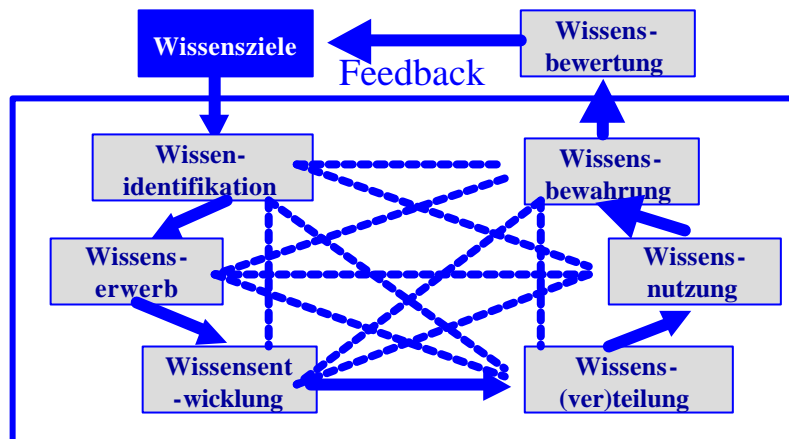 Wissensziele
Wissens-
bewertung
Feedback
Wissen-
identifikation
Wissens-
bewahrung
Wissens-
erwerb
Wissens-
nutzung
Wissensent
-wicklung
Wissens-
(ver)teilung